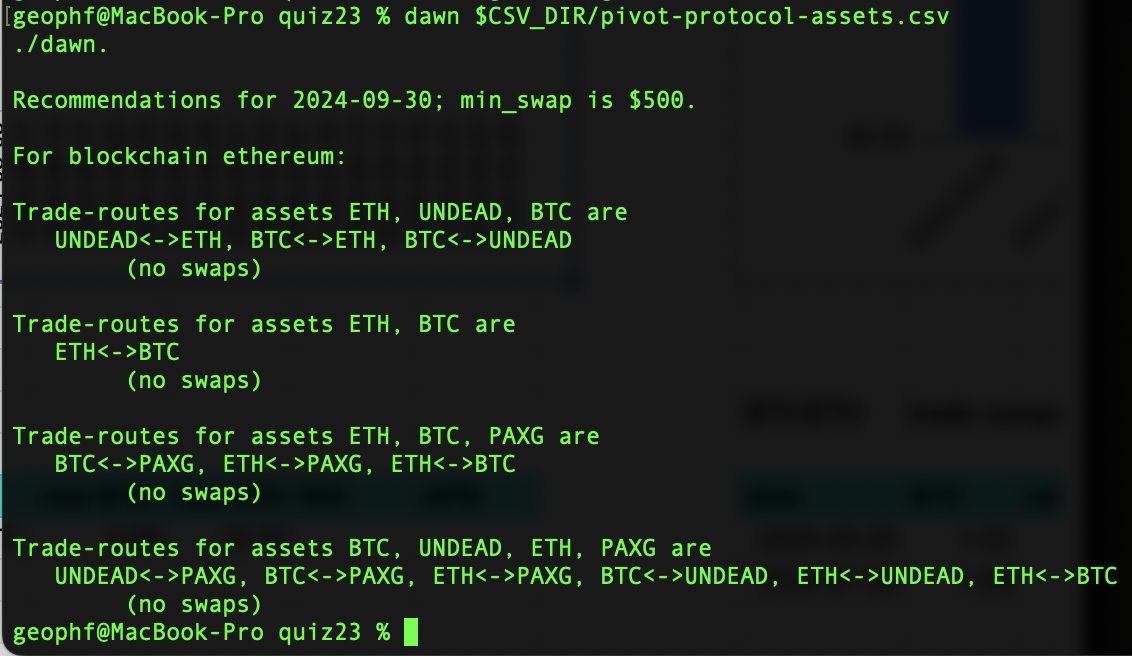 [geophf@MacBook-Pro quiz23 % dawn $CSV_DIR/pivot-protocol-assets.csv
./dawn.
Recommendations for 2024-09-30; min_swap is $500.
For blockchain ethereum:
Trade-routes for assets ETH, UNDEAD, BTC are
UNDEAD<->ETH, BTC<->ETH, BTC<->UNDEAD
(no swaps)
Trade-routes for assets ETH, BTC are
ETH<->BTC
(no swaps)
Trade-routes for assets ETH, BTC, PAXG are
BTC<->PAXG, ETH<->PAXG, ETH<->BTC
(no swaps)
Trade-routes for assets BTC, UNDEAD, ETH, PAXG are
UNDEAD<->PAXG, BTC<->PAXG, ETH<->PAXG, BTC<->UNDEAD, ETH<->UNDEAD, ETH<->BTC
(no swaps)
geophf@MacBook-Pro quiz23 %